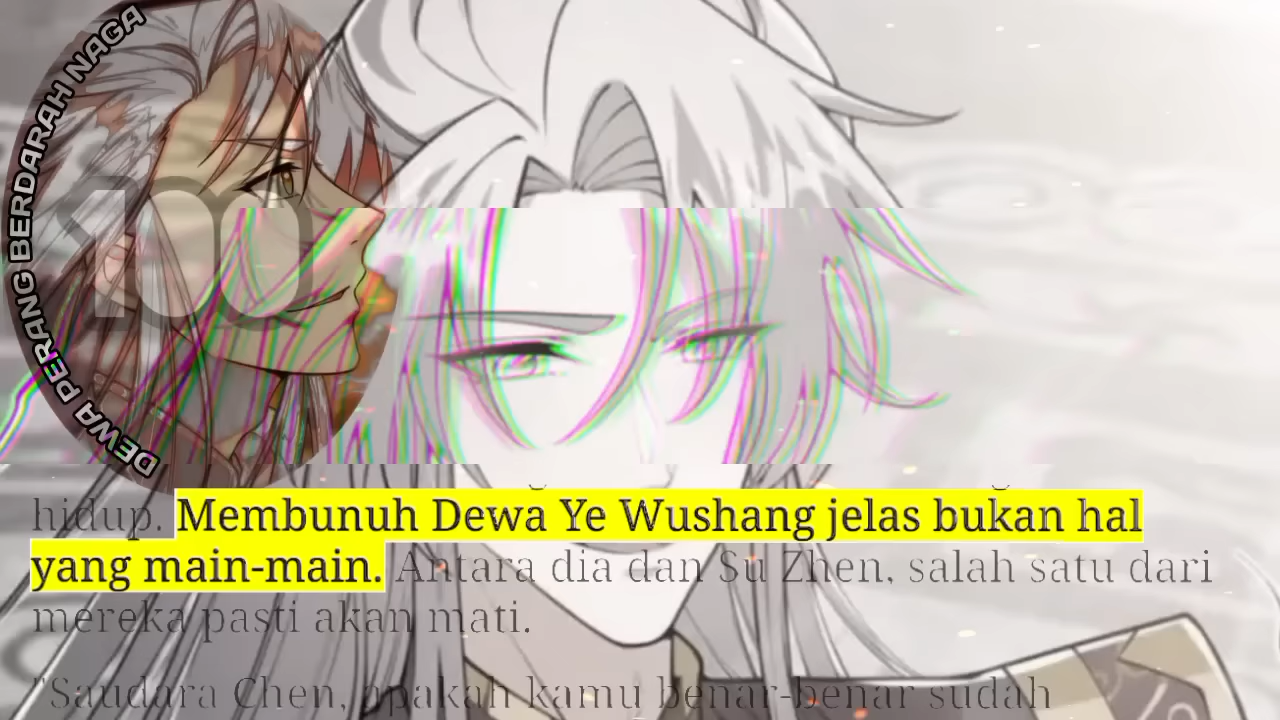 DEWA PERANG BERDARAH NAGA
100
hidup. Membunuh Dewa Ye Wushang jelas bukan hal
yang main-main. Antara dia dan Su Zhen, salah satu dari
mereka pasti akan mati.
"Saudara Chen, apakah kamu benar-benar sudah